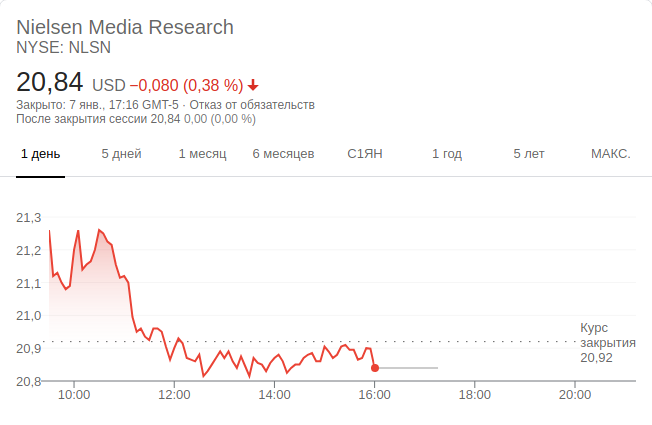 Nielsen Media Research
NYSE: NLSN
20,84 USD −0,080 (0,38 %)
Закрыто: 7 янв., 17:16 GMT-5 · Отказ от обязательств
После закрытия сессии 20,84 0,00 (0,00 %)
1 день 5 дней 1 месяц 6 месяцев С1ЯН 1 год 5 лет МАКС.
21,3
21,2
21,1
21,0
20,9
20,8
Курс
закрытия
20,92
10:00 12:00 14:00 16:00 18:00 20:00